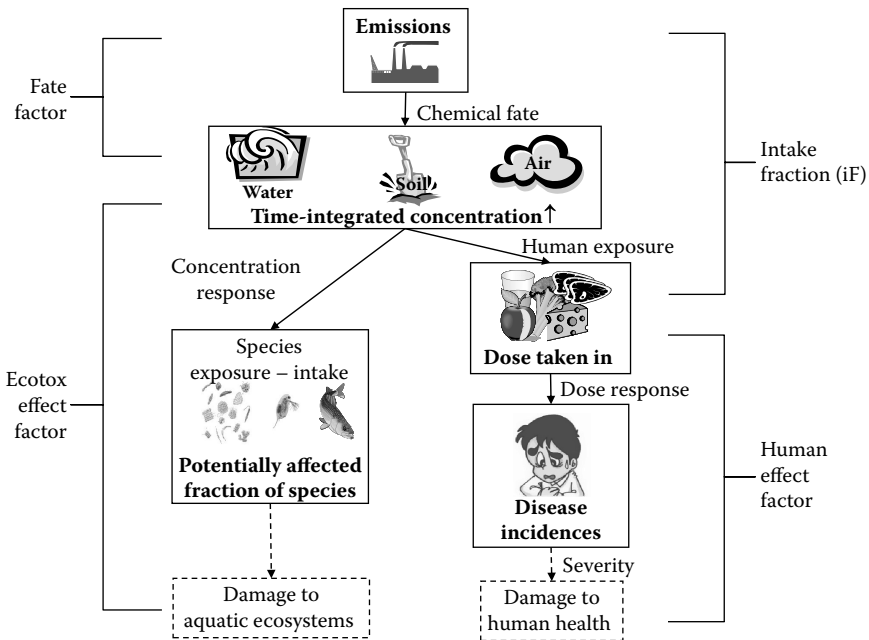 Emissions
Fate
factor
Chemical fate
Water
Soil
Air
Time-integrated concentration↑
Intake
fraction (iF)
Concentration
response
Human exposure
Species
exposure – intake
Dose taken in
Ecotox
effect
factor
Dose response
Potentially affected
fraction of species
Human
effect
factor
Disease
incidences
Severity
Damage to
aquatic ecosystems
Damage to
human health